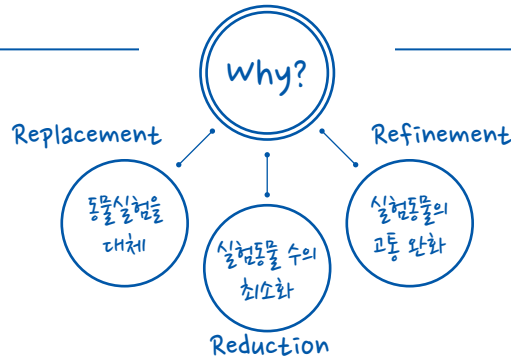 Why?
Replacement
동물실험을
대체
실험동물 수의
최소화
Reduction
Refinement
실험동물의
고통 완화